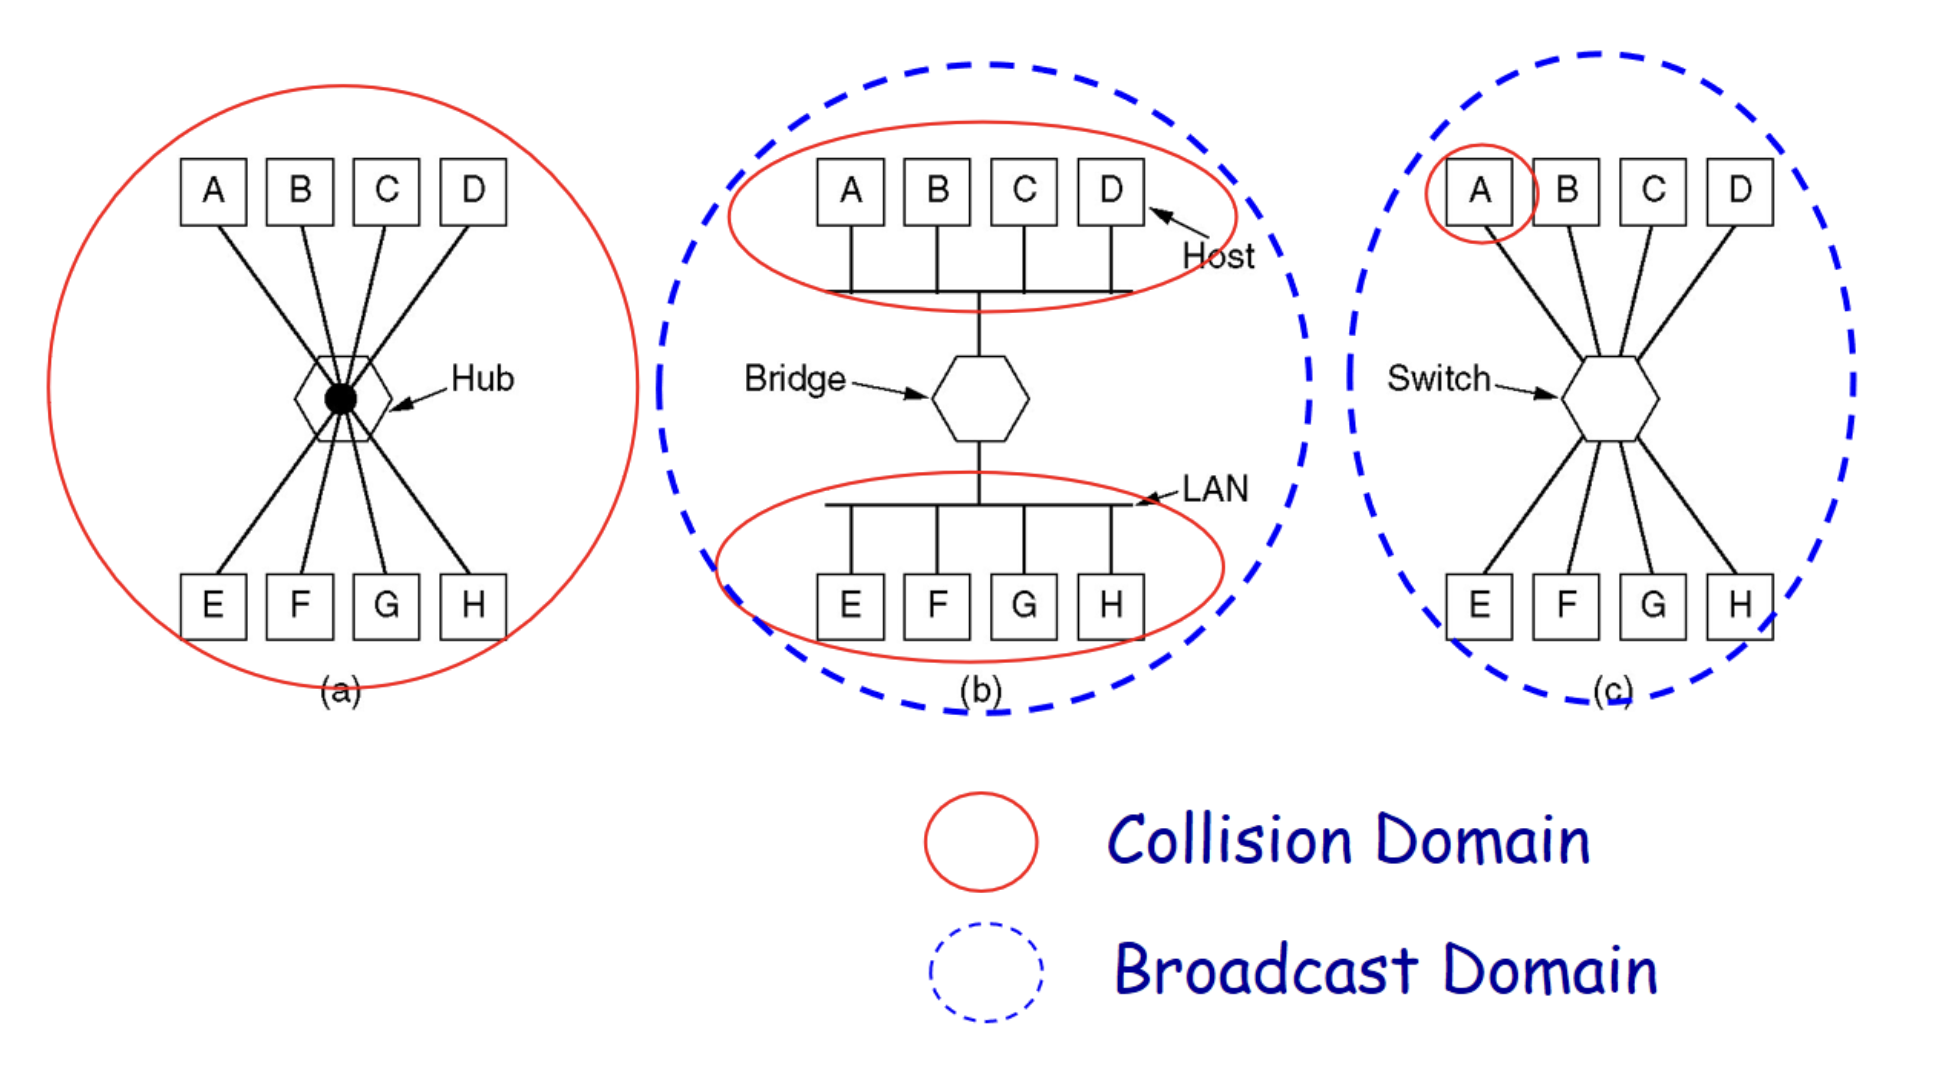 A B C D
Hub
E F G H
(a)
A B C D
Host
Bridge
LAN
E F G H
(b)
A B C D
Switch
E F G H
(c)
Collision Domain
Broadcast Domain